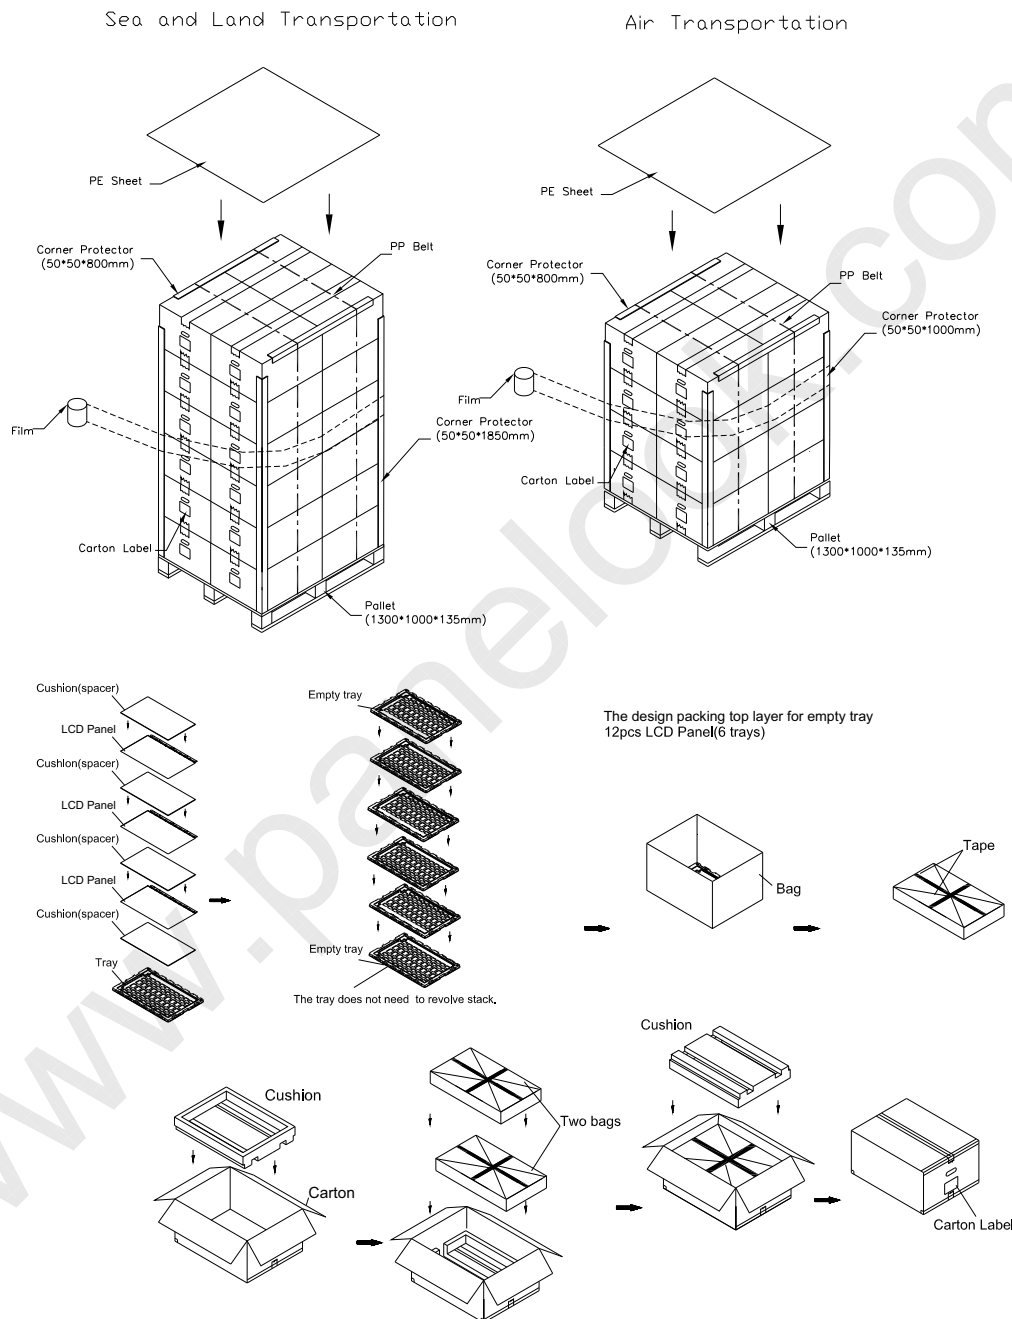 Sea and Land Transportation
Air Transportation
PE Sheet
PE Sheet
Corner Protector
(50*50*800mm)
PP Belt
Corner Protector
(50*50*800mm)
PP Belt
Corner Protector
(50*50*1000mm)
Film
Film
Corner Protector
(50*50*1850mm)
Carton Label
Carton Label
Pallet
(1300*1000*135mm)
Pallet
(1300*1000*135mm)
Cushion(spacer)
LCD Panel
Cushion(spacer)
LCD Panel
Cushion(spacer)
LCD Panel
Cushion(spacer)
Tray
Empty tray
Empty tray
The tray does not need to revolve stack.
The design packing top layer for empty tray
12pcs LCD Panel(6 trays)
Bag
Tape
Cushion
Carton
Two bags
Cushion
Carton Label
www.panelook.com